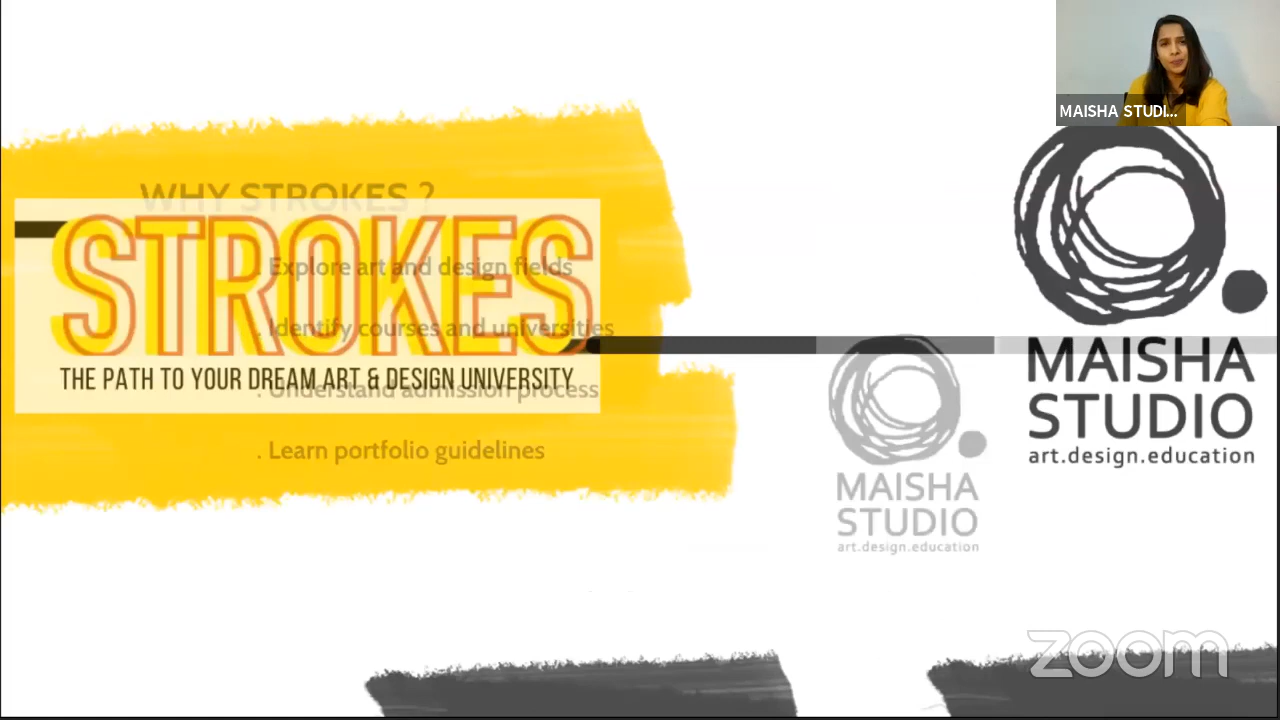 MAISHA STUDI...
WHY STROKES ?
STROKES
. Explore art and design fields
. Identify courses and universities
THE PATH TO YOUR DREAM ART & DESIGN UNIVERSITY
. Understand admission process
. Learn portfolio guidelines
MAISHA
STUDIO
art.design.education
MAISHA
STUDIO
art.design.education
zoom